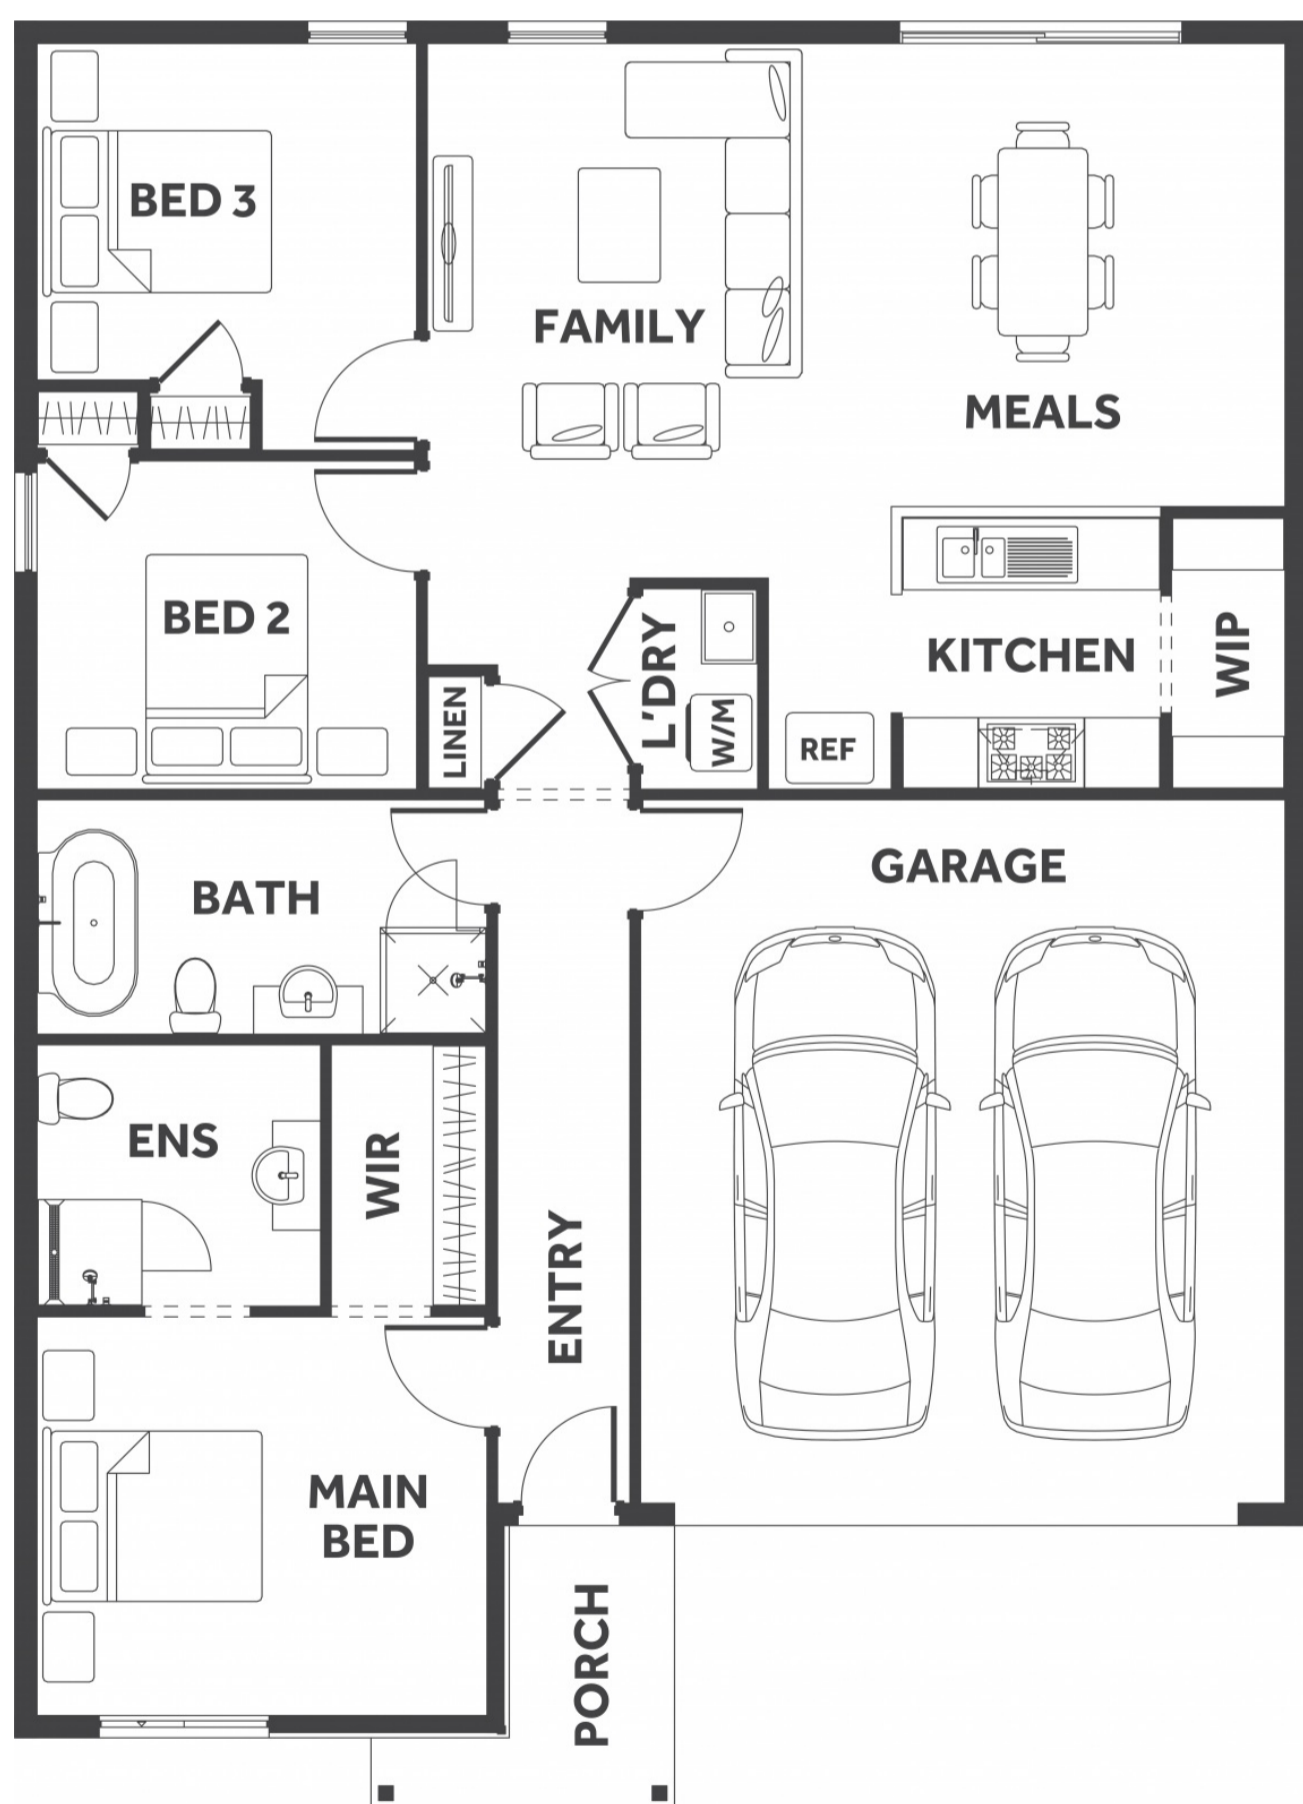 BED 3
FAMILY
MEALS
BED 2
LINEN
L'DRY
W/M
REF
KITCHEN
WIP
BATH
GARAGE
ENS
WIR
ENTRY
MAIN
BED
PORCH